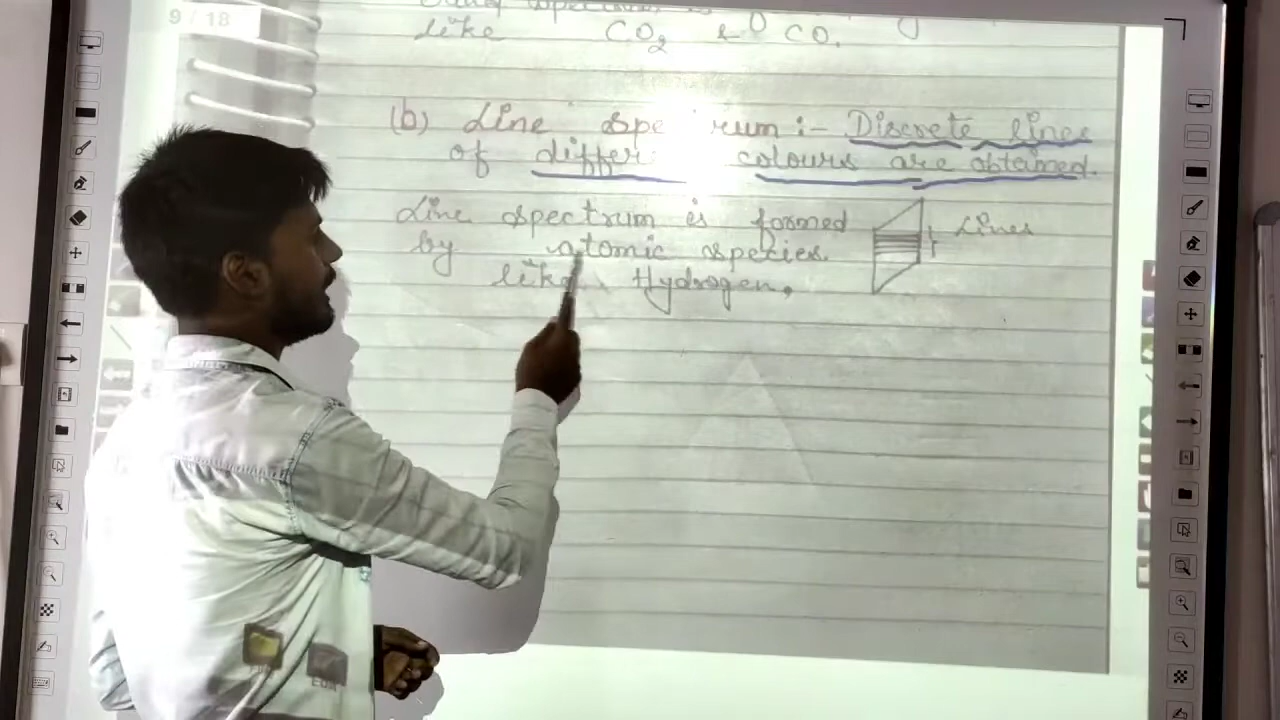 9 / 18
like CO₂ & CO.
(b) Line spectrum :- Discrete lines
of differ colours are obtained.
Line spectrum is formed
by atomic species.
like Hydrogen.
Lines